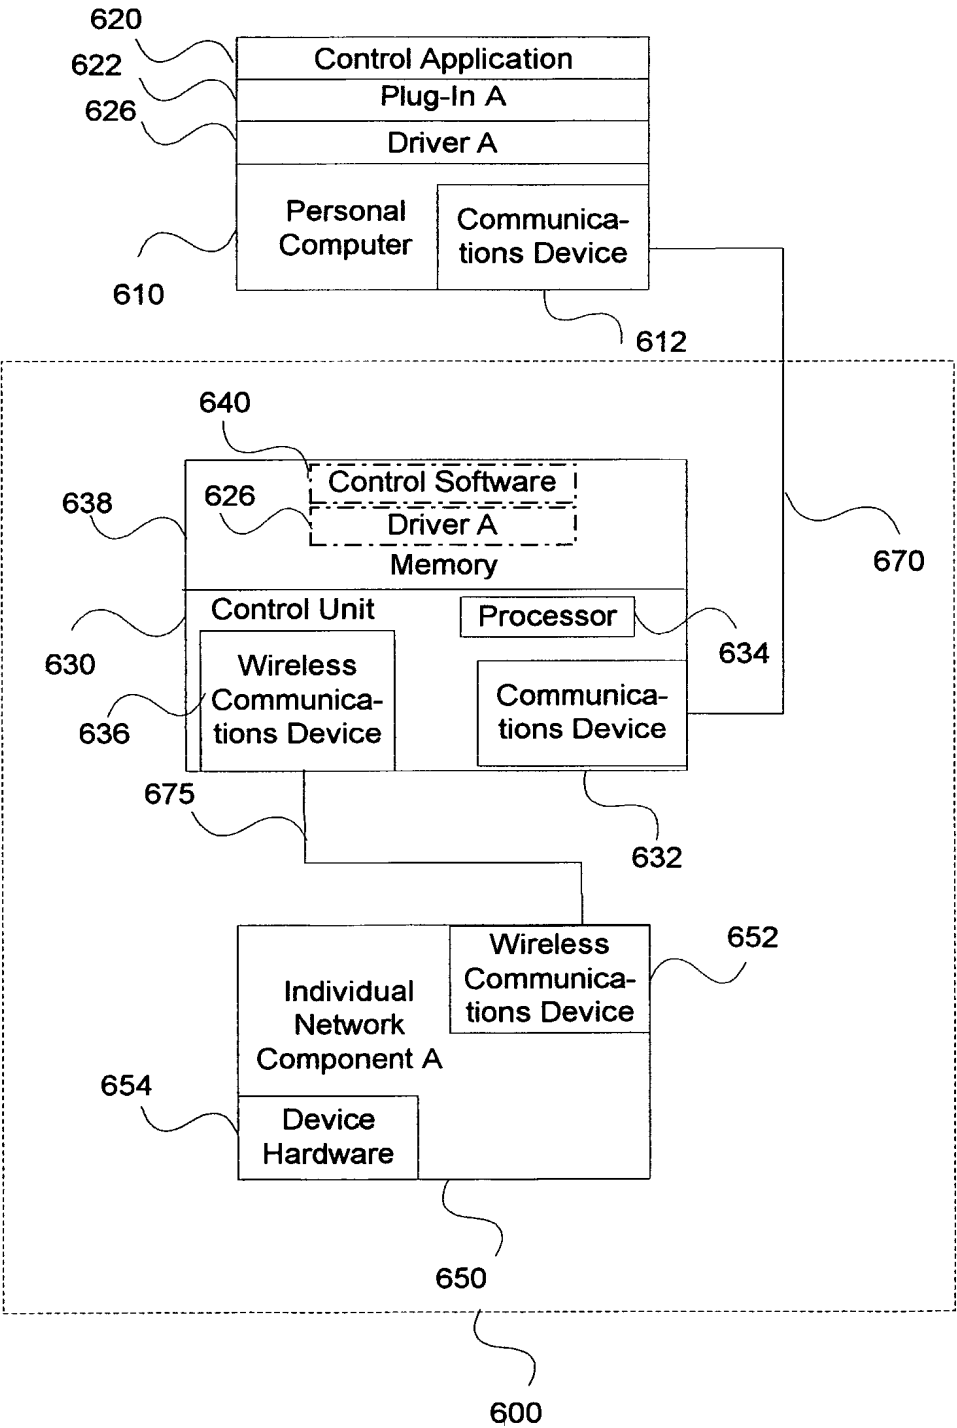 620
Control Application
622
Plug-In A
626
Driver A
Personal
Computer
Communica-
tions Device
610
612
640
Control Software
638
626
Driver A
Memory
670
Control Unit
Processor
630
634
Wireless
Communica-
tions Device
636
Communica-
tions Device
675
632
Wireless
Communica-
tions Device
652
Individual
Network
Component A
654
Device
Hardware
650
600